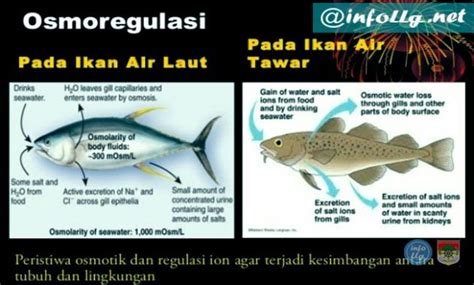 Osmoregulasi
@infollg.net
Pada Ikan Air Laut
Pada Ikan Air
Tawar
Drinks
seawater.
H₂O leaves gill capillaries and
enters seawater by osmosis.
Osmolarity of
body fluids:
~300 mOsm/L
Some salt and
H₂O from
food
Active excretion of Na⁺ and
Cl⁻ across gill epithelia
Small amount of
concentrated urine
containing large
amounts of salts
Osmolarity of seawater: 1,000 mOsm/L
Gain of water and salt
ions from food
and by drinking
seawater
Osmotic water loss
through gills and other
parts of body surface
Excretion of
salt ions
from gills
Excretion of salt ions
and small amounts
of water in scanty
urine from kidneys
Peristiwa osmotik dan regulasi ion agar terjadi kesimbangan antara
tubuh dan lingkungan
info
llg